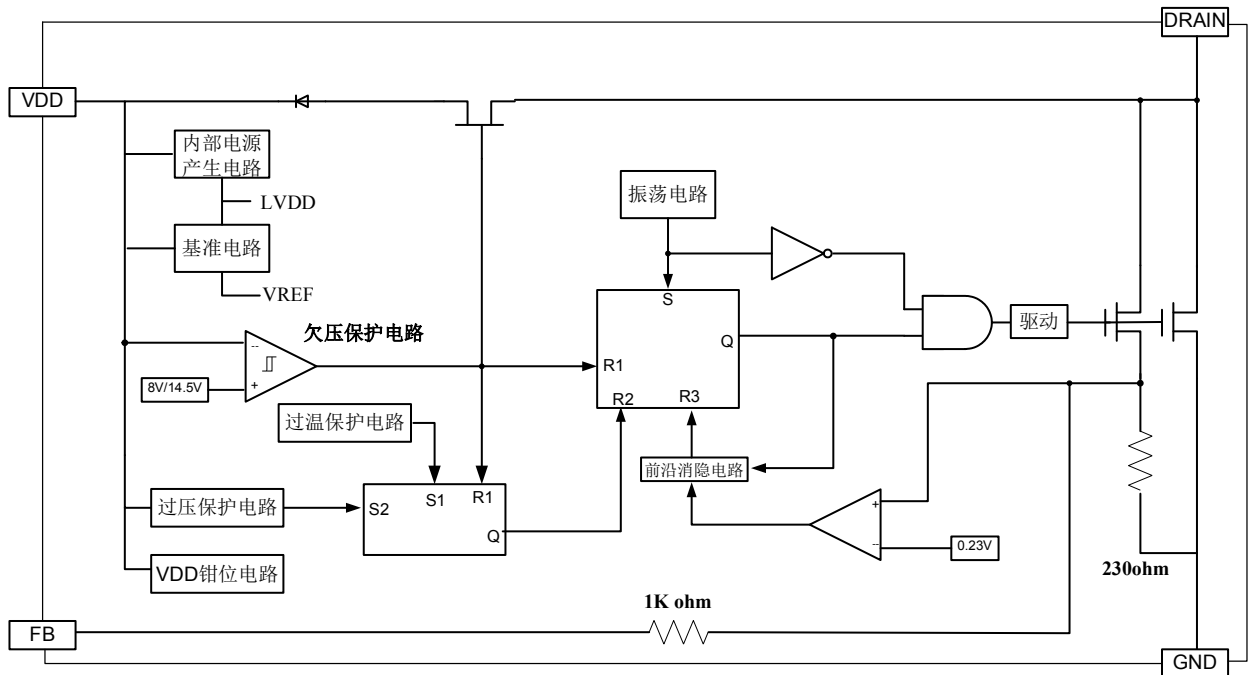 DRAIN
VDD
内部电源
产生电路
LVDD
振荡电路
基准电路
VREF
S
欠压保护电路
驱动
--
Q
R1
8V/14.5V
+
R2
R3
过温保护电路
前沿消隐电路
S1
R1
过压保护电路
S2
+
Q
--
0.23V
VDD钳位电路
230ohm
1K ohm
FB
GND